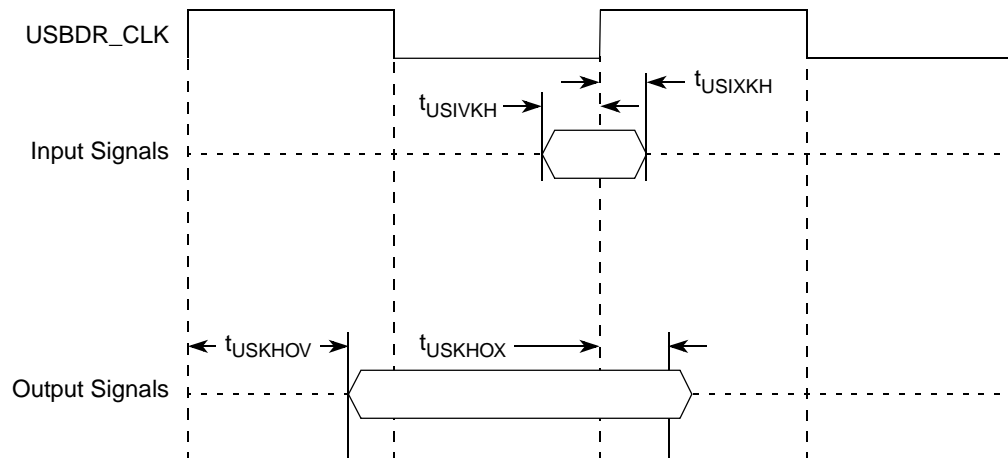 USBDR_CLK
tUSIXKH
tUSIVKH
Input Signals
tUSKHOV
tUSKHOX
Output Signals